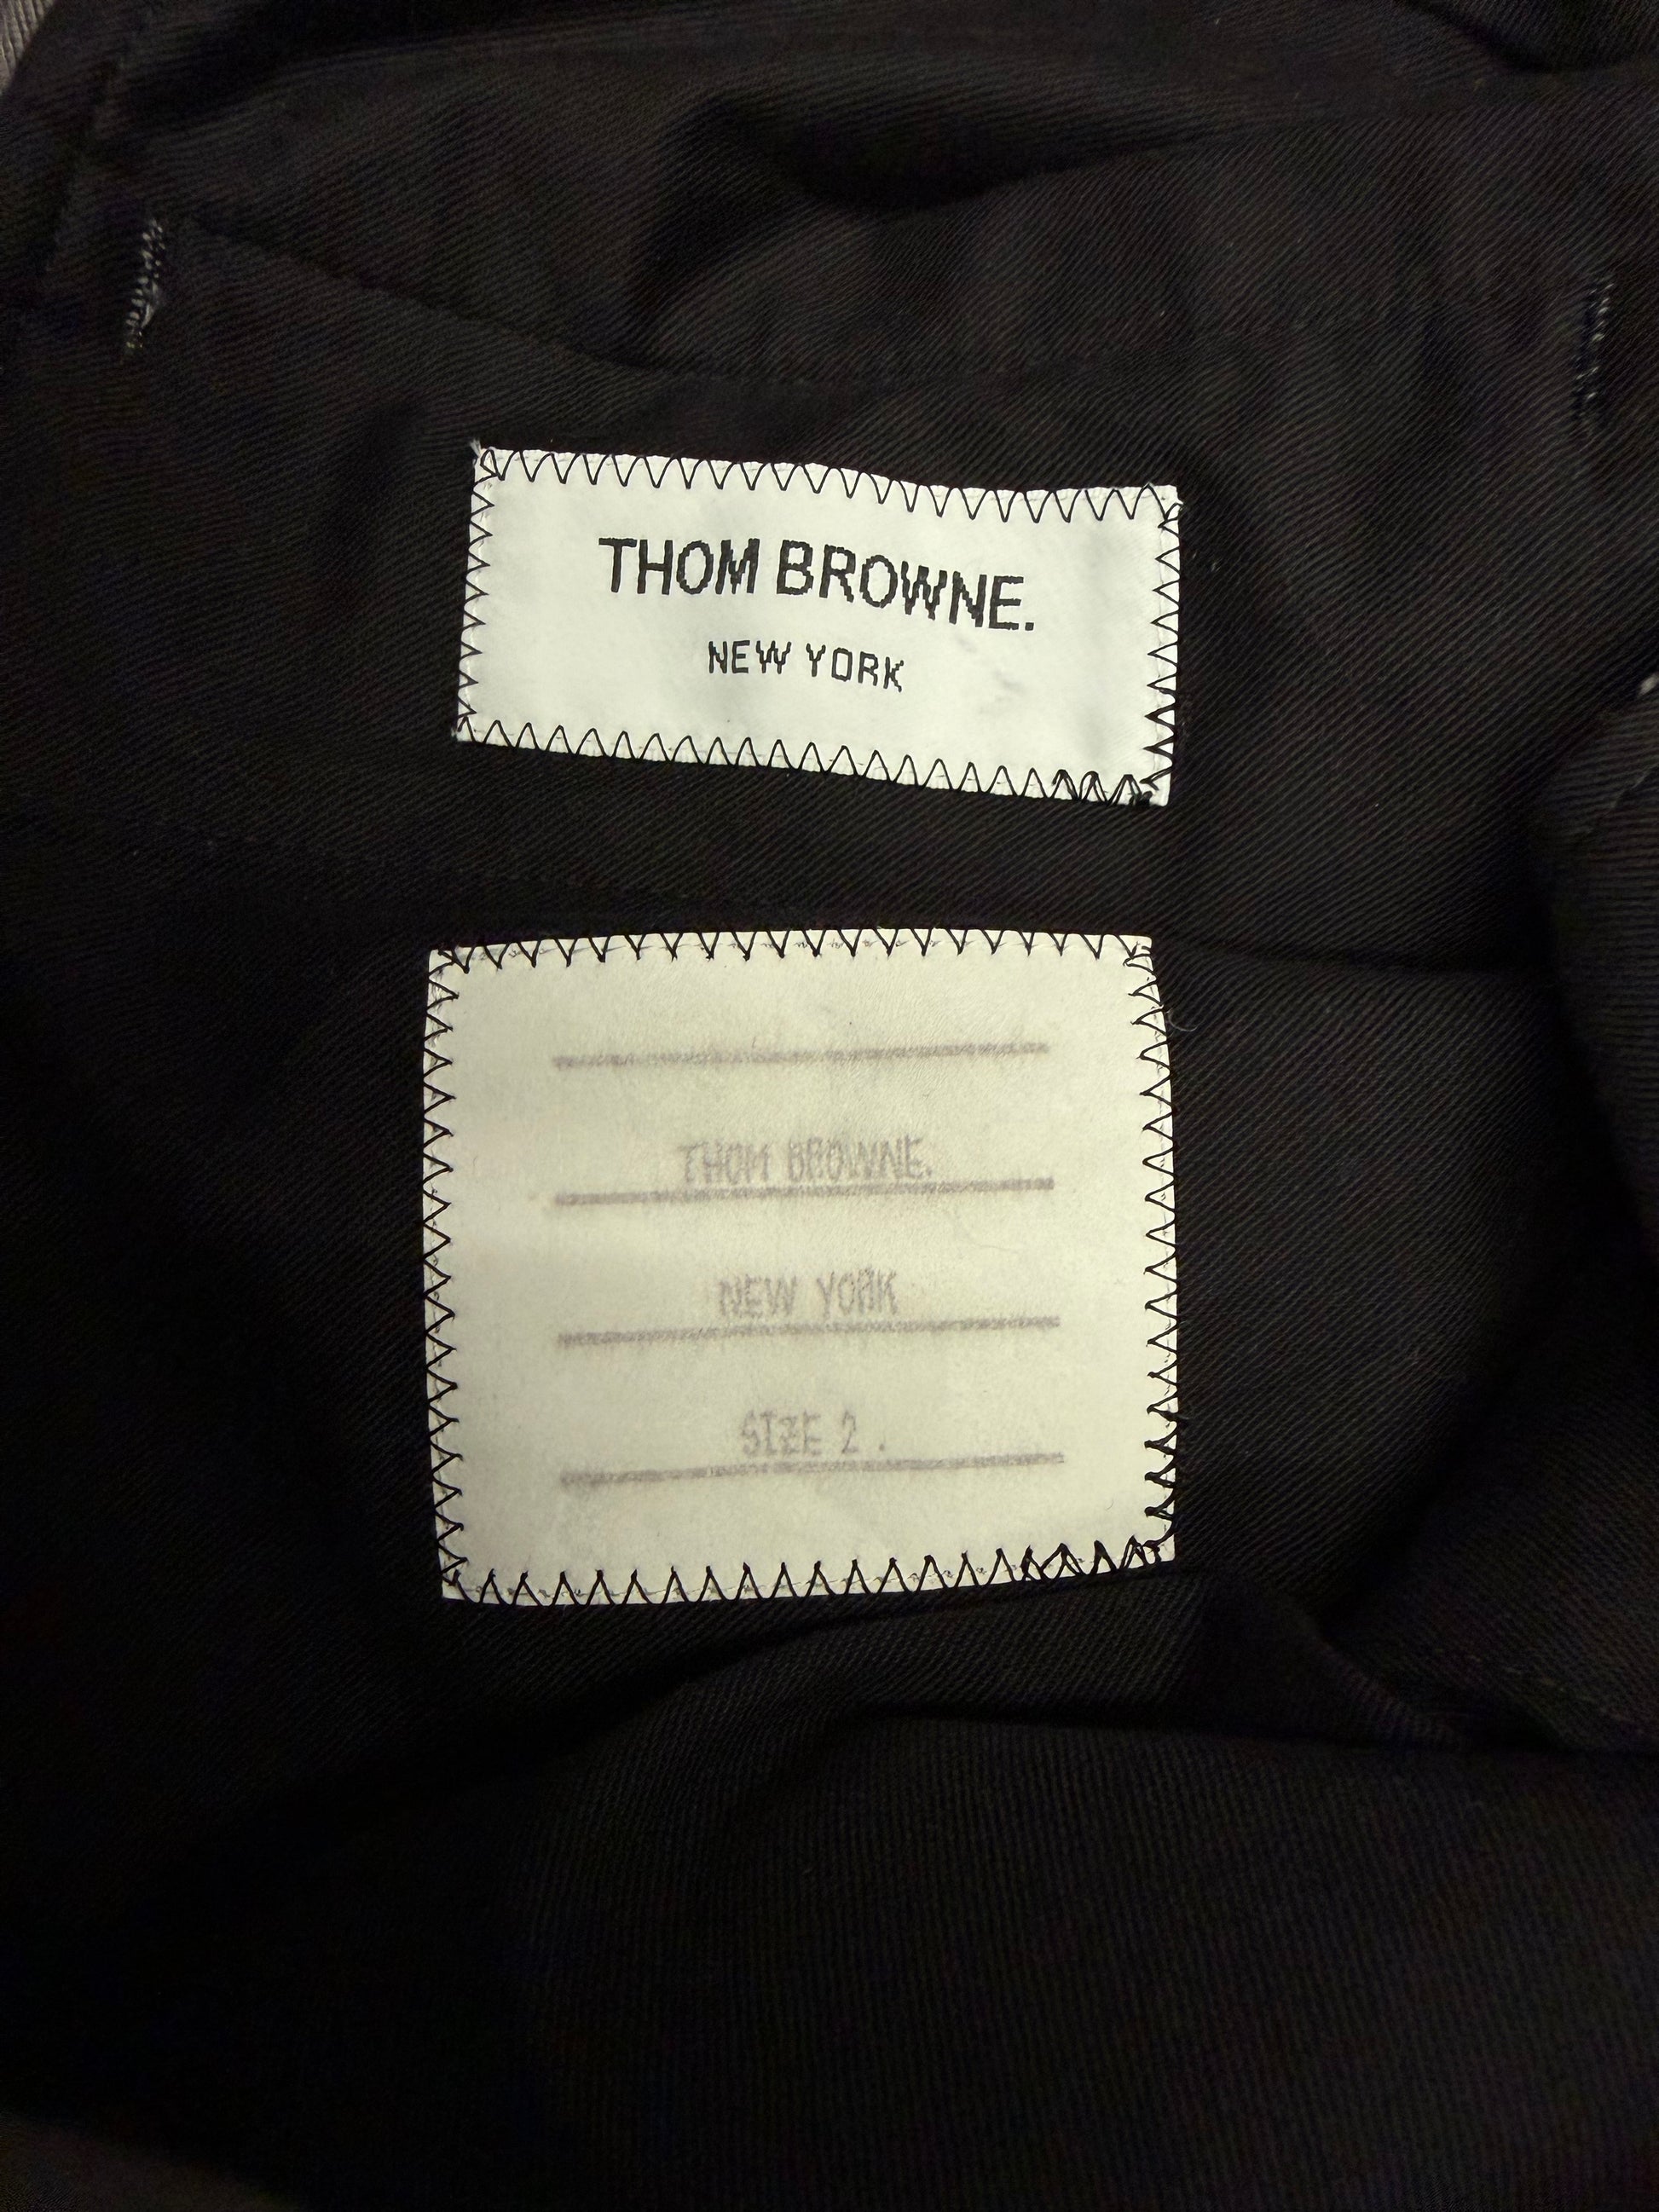 THOM BROWNE.
NEW YORK
THOM BROWNE.
NEW YORK
SIZE 2 .